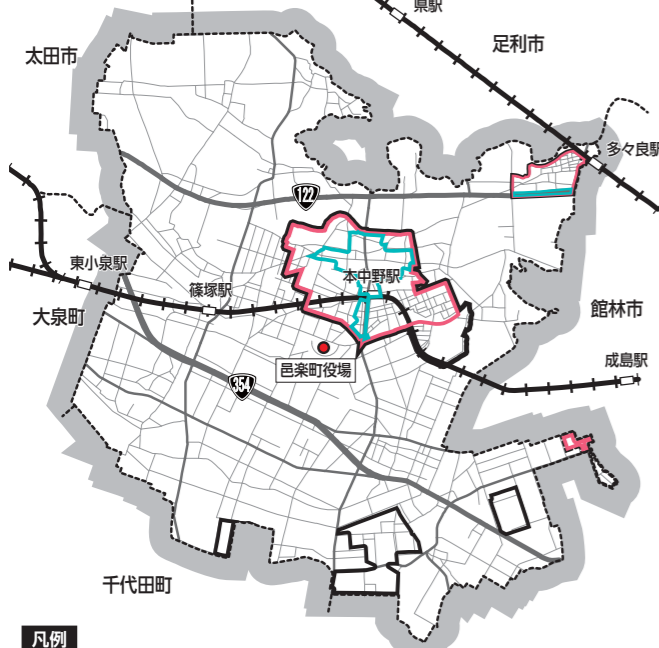 県駅
足利市
太田市
多々良駅
122
東小泉駅
篠塚駅
本中野駅
大泉町
館林市
成島駅
邑楽町役場
354
千代田町
凡例